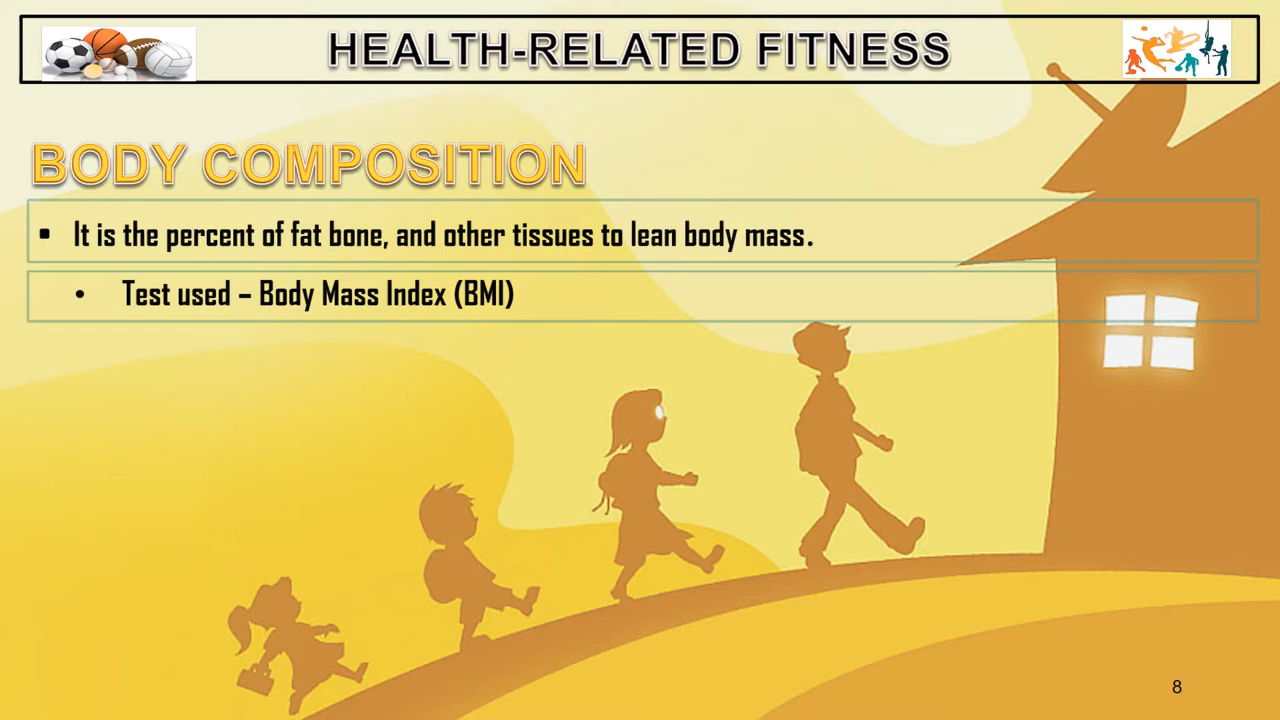 HEALTH-RELATED FITNESS
BODY COMPOSITION
▪ It is the percent of fat bone, and other tissues to lean body mass.
• Test used – Body Mass Index (BMI)
8